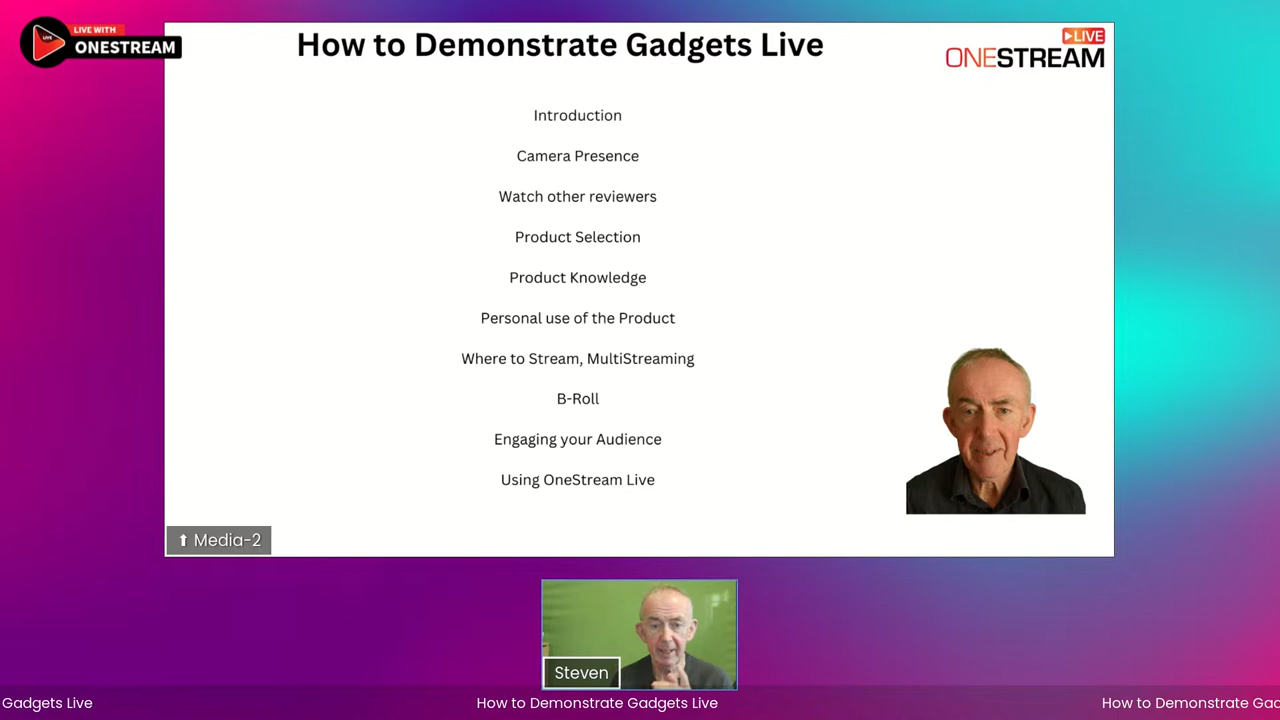 LIVE WITH
LIVE
ONESTREAM
How to Demonstrate Gadgets Live
LIVE
ONESTREAM
Introduction
Camera Presence
Watch other reviewers
Product Selection
Product Knowledge
Personal use of the Product
Where to Stream, MultiStreaming
B-Roll
Engaging your Audience
Using OneStream Live
⬆ Media-2
Steven
Gadgets Live
How to Demonstrate Gadgets Live
How to Demonstrate Gad